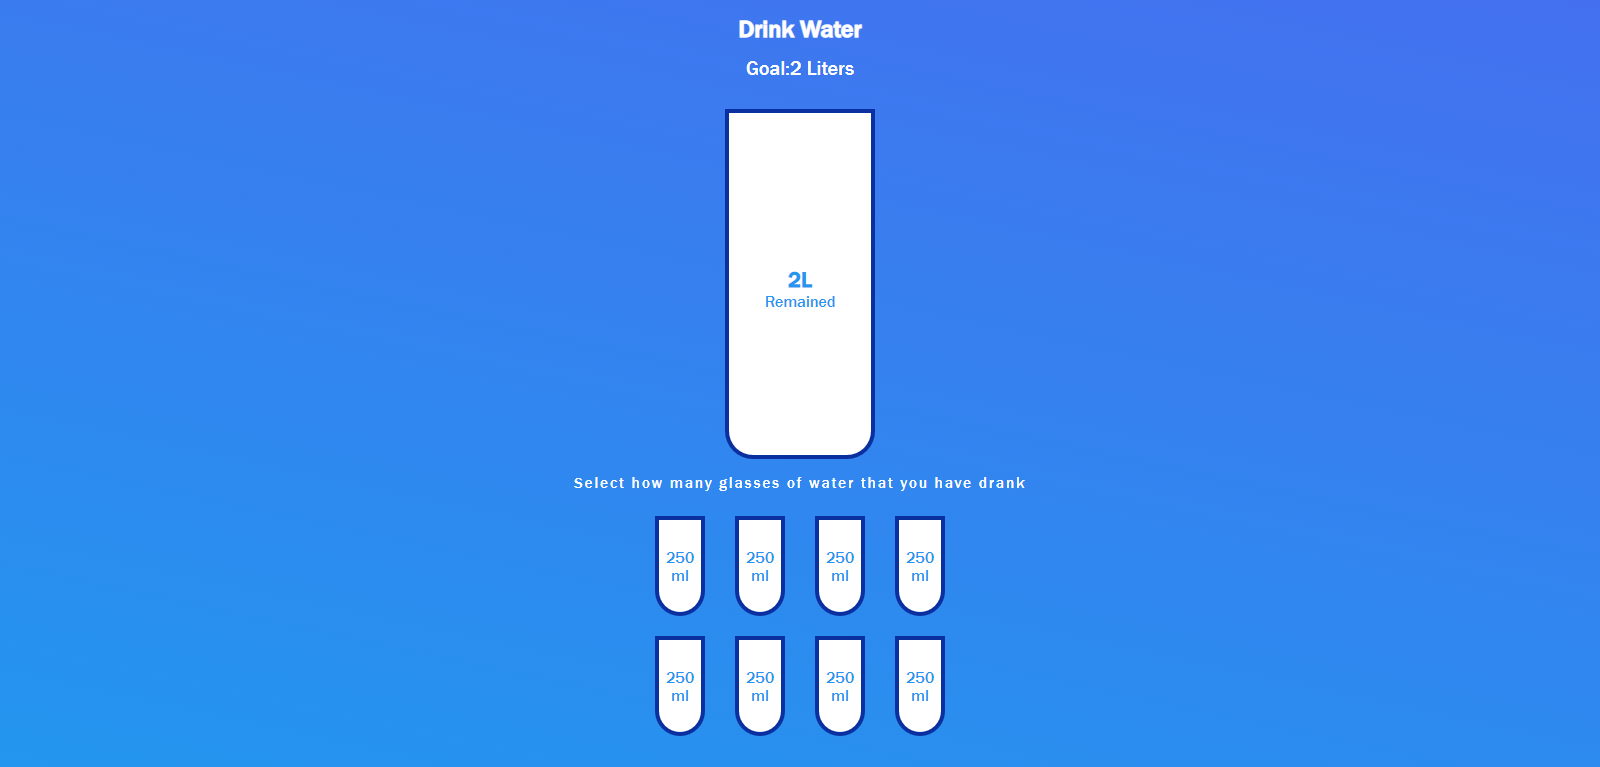 Drink Water
Goal:2 Liters
2L
Remained
Select how many glasses of water that you have drank
250 250 250 250
ml ml ml ml
250 250 250 250
ml ml ml ml